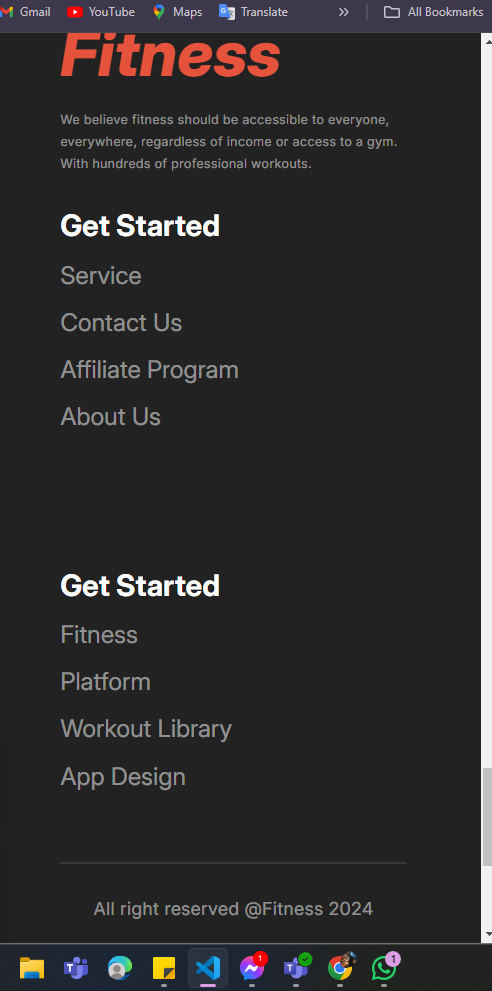 Gmail
YouTube
Maps
Translate
All Bookmarks
Fitness
We believe fitness should be accessible to everyone,
everywhere, regardless of income or access to a gym.
With hundreds of professional workouts.
Get Started
Service
Contact Us
Affiliate Program
About Us
Get Started
Fitness
Platform
Workout Library
App Design
All right reserved @Fitness 2024
1
1